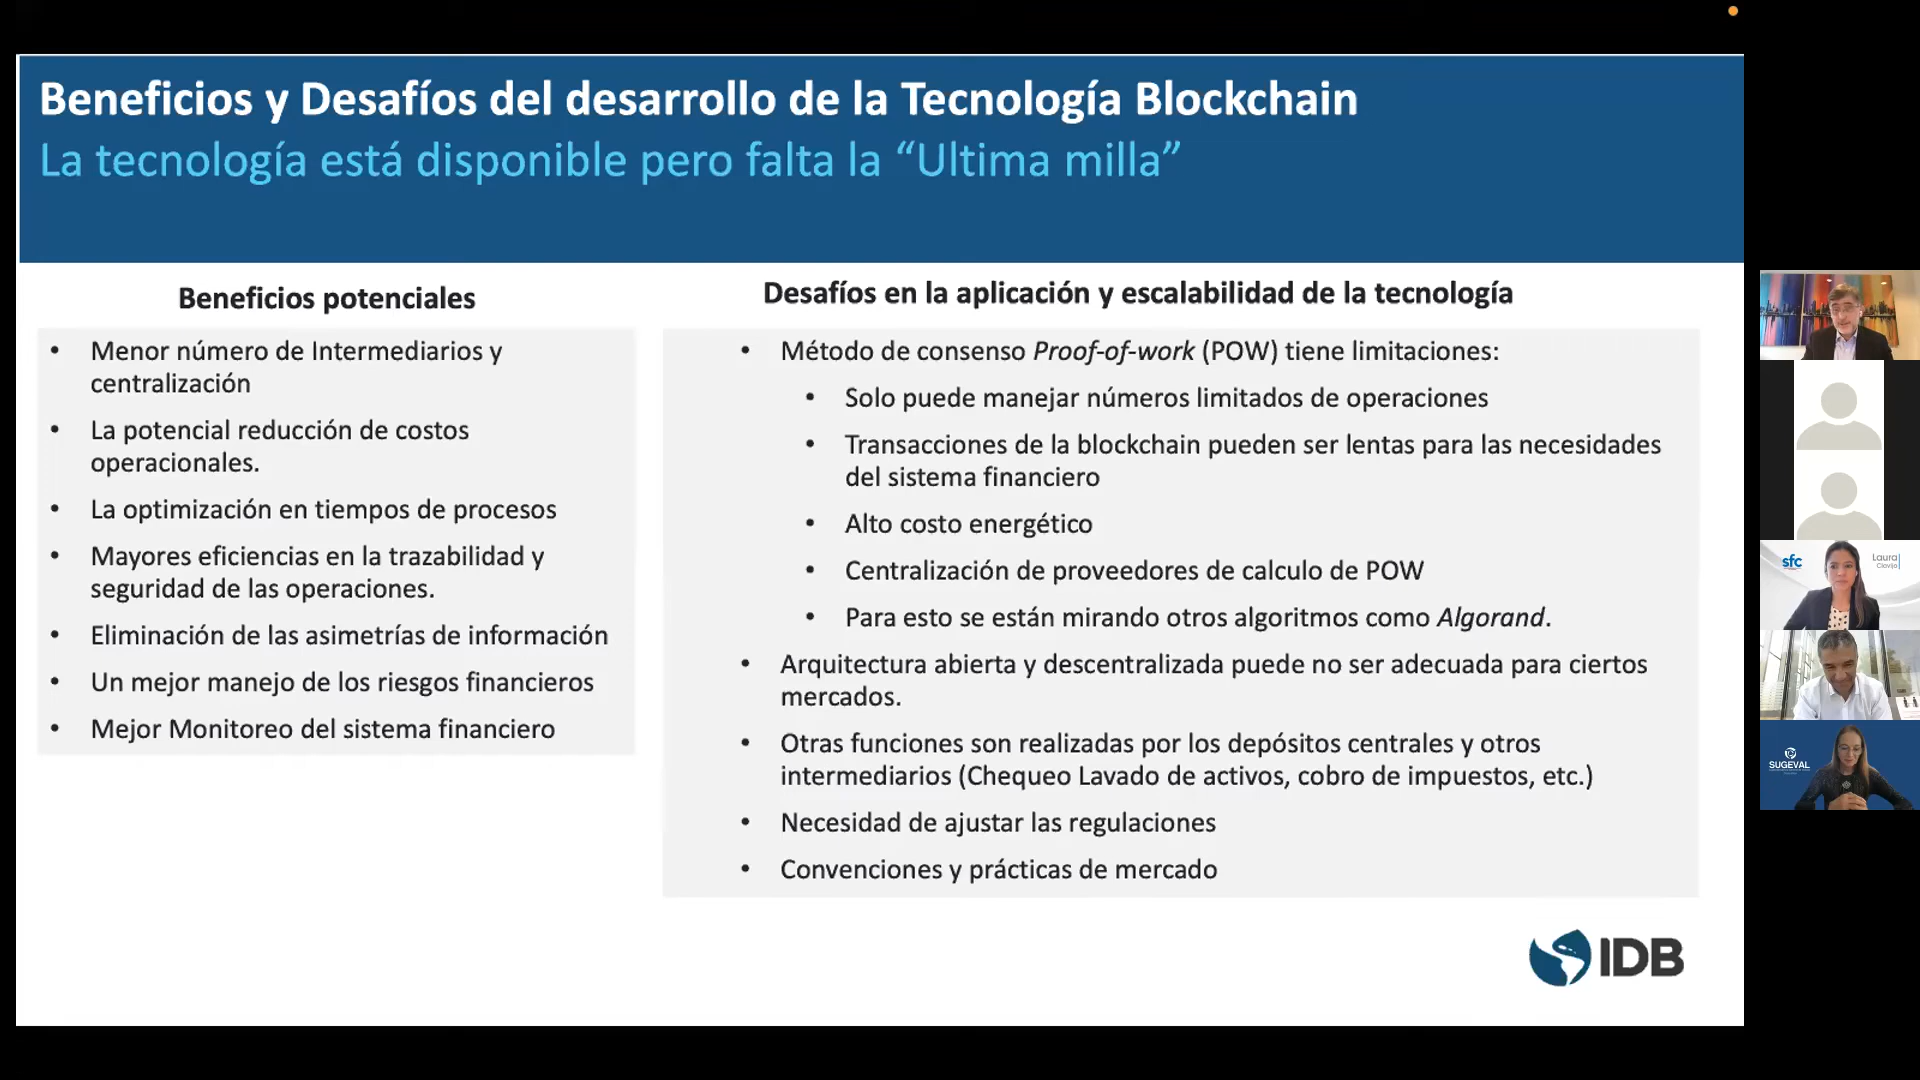 Beneficios y Desafíos del desarrollo de la Tecnología Blockchain
La tecnología está disponible pero falta la “Ultima milla”
Beneficios potenciales
• Menor número de Intermediarios y
centralización
• La potencial reducción de costos
operacionales.
• La optimización en tiempos de procesos
• Mayores eficiencias en la trazabilidad y
seguridad de las operaciones.
• Eliminación de las asimetrías de información
• Un mejor manejo de los riesgos financieros
• Mejor Monitoreo del sistema financiero
Desafíos en la aplicación y escalabilidad de la tecnología
• Método de consenso Proof-of-work (POW) tiene limitaciones:
• Solo puede manejar números limitados de operaciones
• Transacciones de la blockchain pueden ser lentas para las necesidades
del sistema financiero
• Alto costo energético
• Centralización de proveedores de calculo de POW
• Para esto se están mirando otros algoritmos como Algorand.
• Arquitectura abierta y descentralizada puede no ser adecuada para ciertos
mercados.
• Otras funciones son realizadas por los depósitos centrales y otros
intermediarios (Chequeo Lavado de activos, cobro de impuestos, etc.)
• Necesidad de ajustar las regulaciones
• Convenciones y prácticas de mercado
IDB
sfc
Laura
Clavijo
SUGEVAL